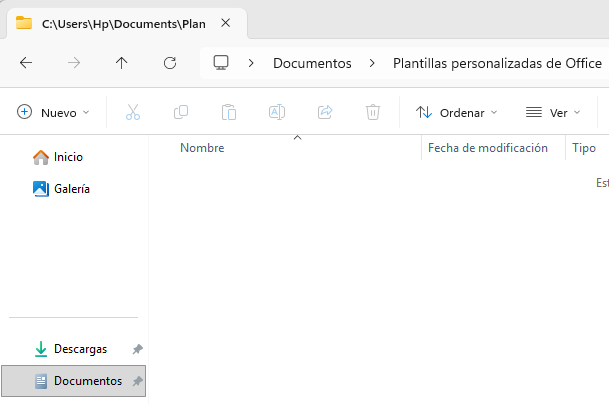 C:\Users\Hp\Documents\Plan
Documentos > Plantillas personalizadas de Office
Nuevo Ordenar Ver
Nombre Fecha de modificación Tipo
Inicio
Galería
Descargas
Documentos